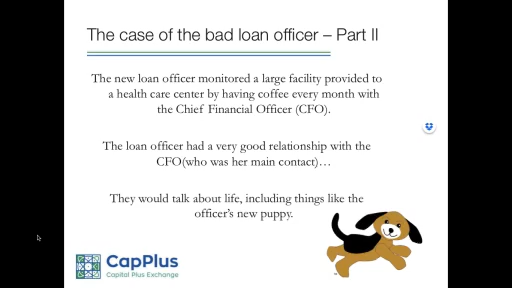 The case of the bad loan officer – Part II
The new loan officer monitored a large facility provided to
a health care center by having coffee every month with
the Chief Financial Officer (CFO).
The loan officer had a very good relationship with the
CFO(who was her main contact)…
They would talk about life, including things like the
officer's new puppy.
CapPlus
Capital Plus Exchange